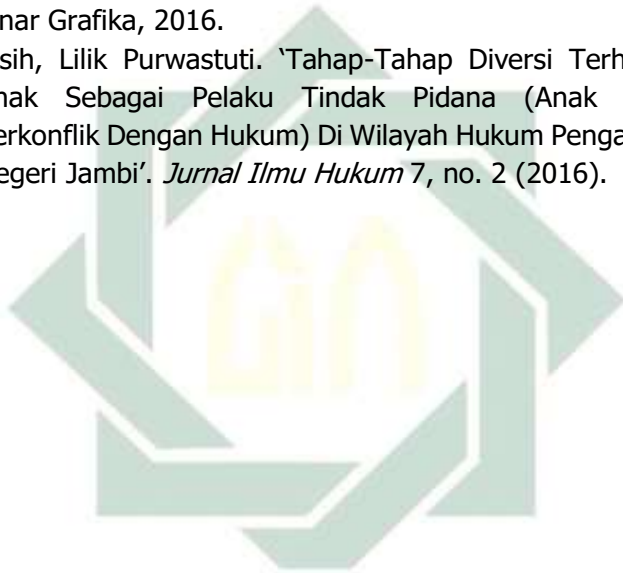 nar Grafika, 2016.
sih, Lilik Purwastuti. ‘Tahap-Tahap Diversi Terh
nak Sebagai Pelaku Tindak Pidana (Anak
erkonflik Dengan Hukum) Di Wilayah Hukum Penga
egeri Jambi’. Jurnal Ilmu Hukum 7, no. 2 (2016).